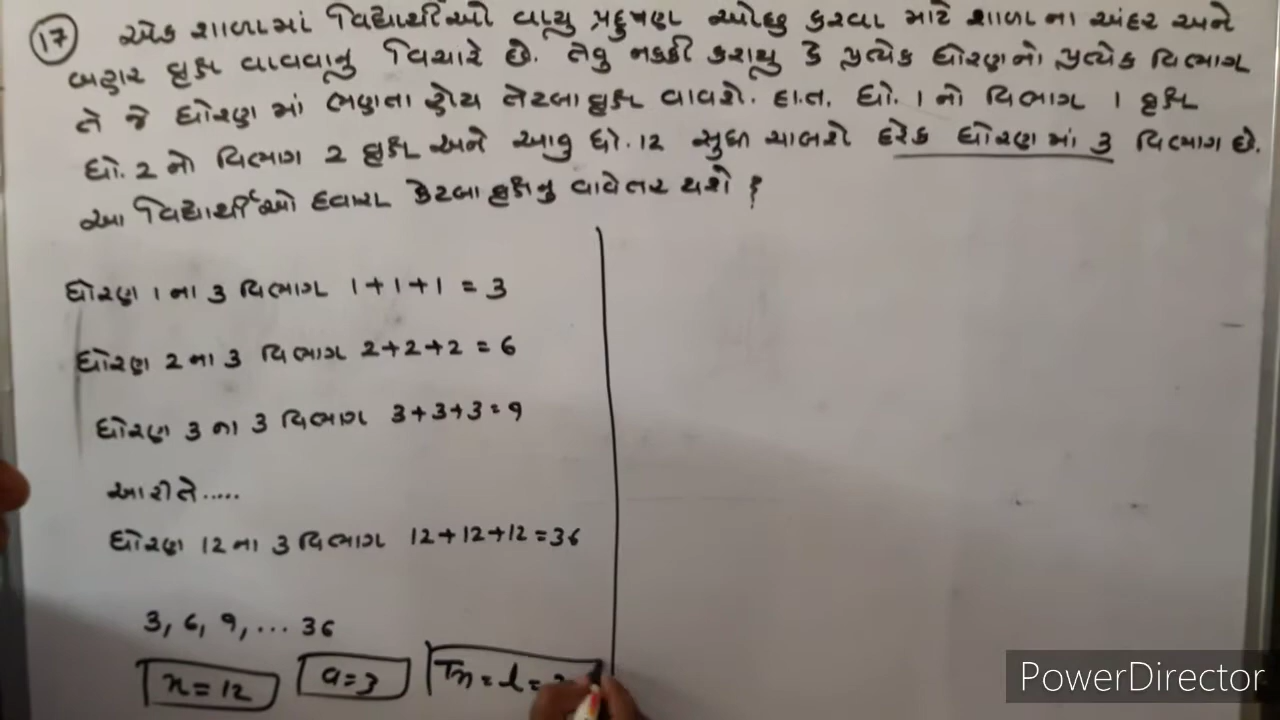 17 એક શાળામાં વિદ્યાર્થીઓ વાયુ પ્રદુષણ ઓછુ કરવા માટે શાળા ના અંદર અને
બહાર વૃક્ષ વાવવાનુ વિચારે છે. તેવુ નક્કી કરાયુ કે પ્રત્યેક ધોરણનો પ્રત્યેક વિભાગ
તે જે ધોરણ માં ભણતા હોય તેટલા વૃક્ષ વાવશે. દા.ત. ધો. 1 નો વિભાગ 1 વૃક્ષ
ધો. 2 નો વિભાગ 2 વૃક્ષ અને આવુ ધો. 12 સુધી ચાલશે દરેક ધોરણ માં 3 વિભાગ છે.
આ વિદ્યાર્થીઓ દ્વારા કેટલા વૃક્ષનુ વાવેતર થશે ?
ધોરણ 1 ના 3 વિભાગ 1+1+1 = 3
ધોરણ 2 ના 3 વિભાગ 2+2+2 = 6
ધોરણ 3 ના 3 વિભાગ 3+3+3 = 9
આ રીતે.....
ધોરણ 12 ના 3 વિભાગ 12+12+12 = 36
3, 6, 9, ... 36
n = 12 a = 3 Tn = l =
PowerDirector